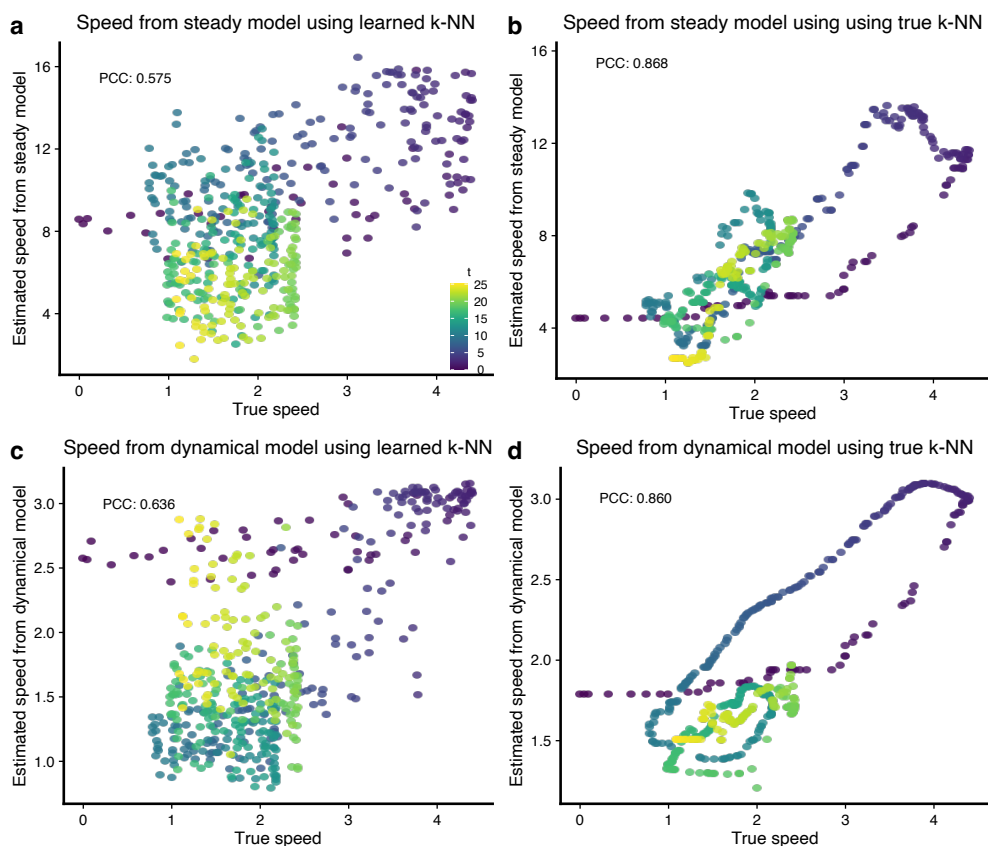 a
Speed from steady model using learned k-NN
PCC: 0.575
Estimated speed from steady model
16
12
8
4
t
25
20
15
10
5
0
0 1 2 3 4
True speed
b
Speed from steady model using using true k-NN
PCC: 0.868
Estimated speed from steady model
16
12
8
4
0 1 2 3 4
True speed
c
Speed from dynamical model using learned k-NN
PCC: 0.636
Estimated speed from dynamical model
3.0
2.5
2.0
1.5
1.0
0 1 2 3 4
True speed
d
Speed from dynamical model using true k-NN
PCC: 0.860
Estimated speed from dynamical model
3.0
2.5
2.0
1.5
0 1 2 3 4
True speed